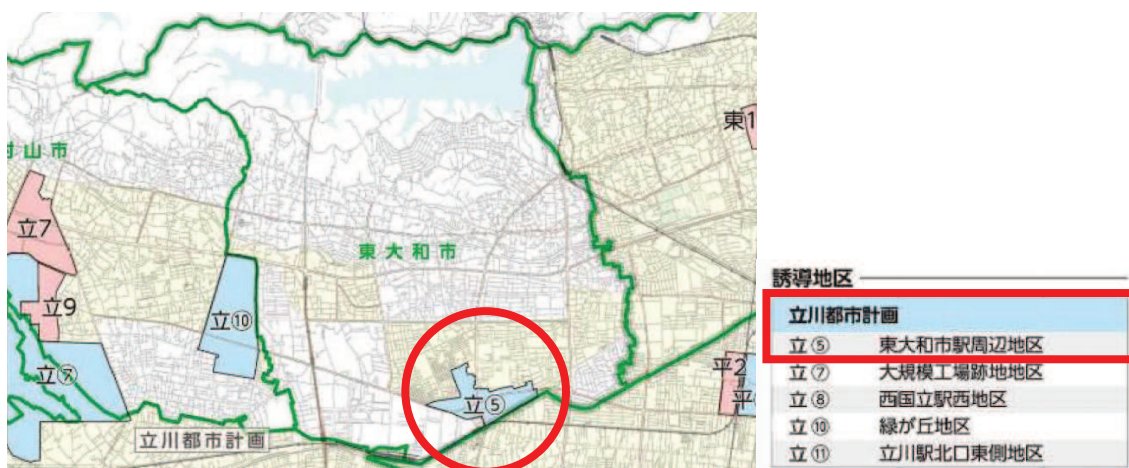 東1
村山市
立7
東大和市
立9
立⑩
立⑦
立⑤
平2
平
立川都市計画
誘導地区
立川都市計画
立⑤ 東大和市駅周辺地区
立⑦ 大規模工場跡地地区
立⑧ 西国立駅西地区
立⑩ 緑が丘地区
立⑪ 立川駅北口東側地区